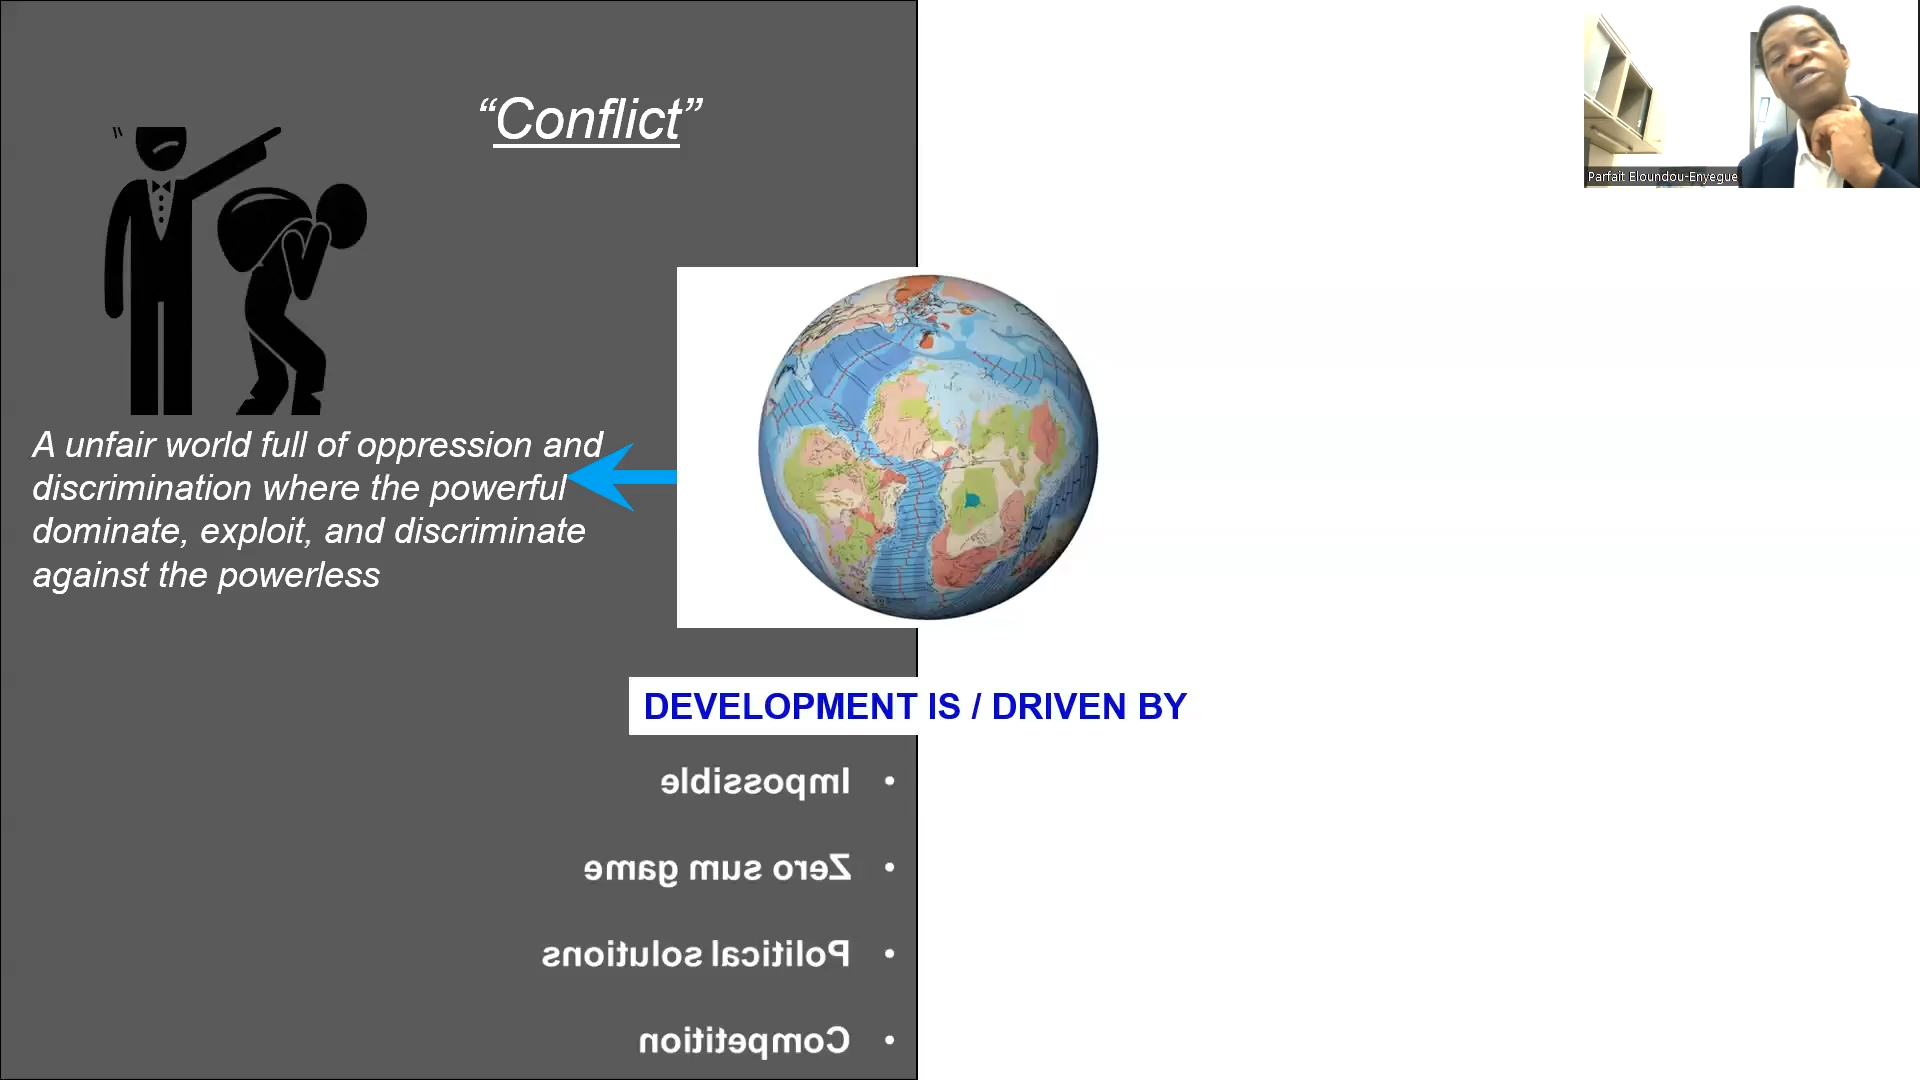 “Conflict”
Parfait Eloundou-Enyegue
A unfair world full of oppression and
discrimination where the powerful
dominate, exploit, and discriminate
against the powerless
DEVELOPMENT IS / DRIVEN BY
• Impossible
• Zero sum game
• Political solutions
• Competition